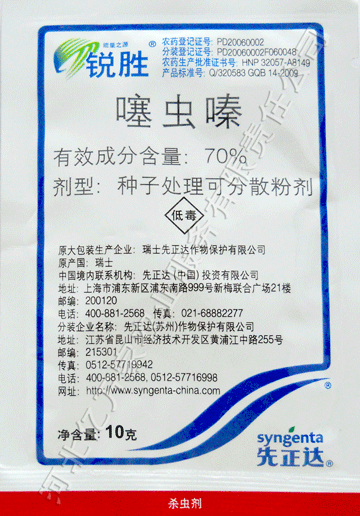 农药登记证号: PD20060002
分装登记证号: PD20060002F060048
农药生产批准证书号: HNP 32057-A8149
产品标准号: Q/320583 GQB 14-2009
能量之源
锐胜®
噻虫嗪
有效成分含量: 70%
剂型: 种子处理可分散粉剂
低毒
原大包装生产企业: 瑞士先正达作物保护有限公司
原产国: 瑞士
中国境内联系机构: 先正达(中国)投资有限公司
地址: 上海市浦东新区浦东南路999号新梅联合广场21楼
邮编: 200120
电话: 400-881-2568 传真: 021-68882277
分装企业名称: 先正达(苏州)作物保护有限公司
地址: 江苏省昆山市经济技术开发区黄浦江中路255号
邮编: 215301
传真: 0512-57719942
电话: 400-881-2568, 0512-57716998
网址: http://www.syngenta-china.com
净含量: 10克
syngenta
先正达®
杀虫剂